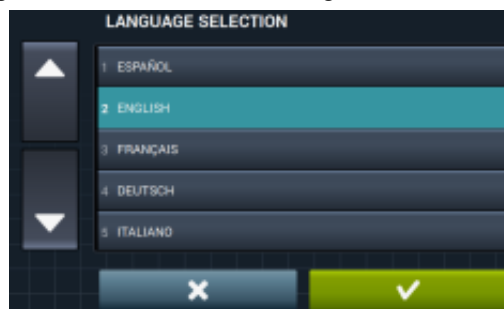 LANGUAGE SELECTION
1 ESPAÑOL
2 ENGLISH
3 FRANÇAIS
4 DEUTSCH
5 ITALIANO